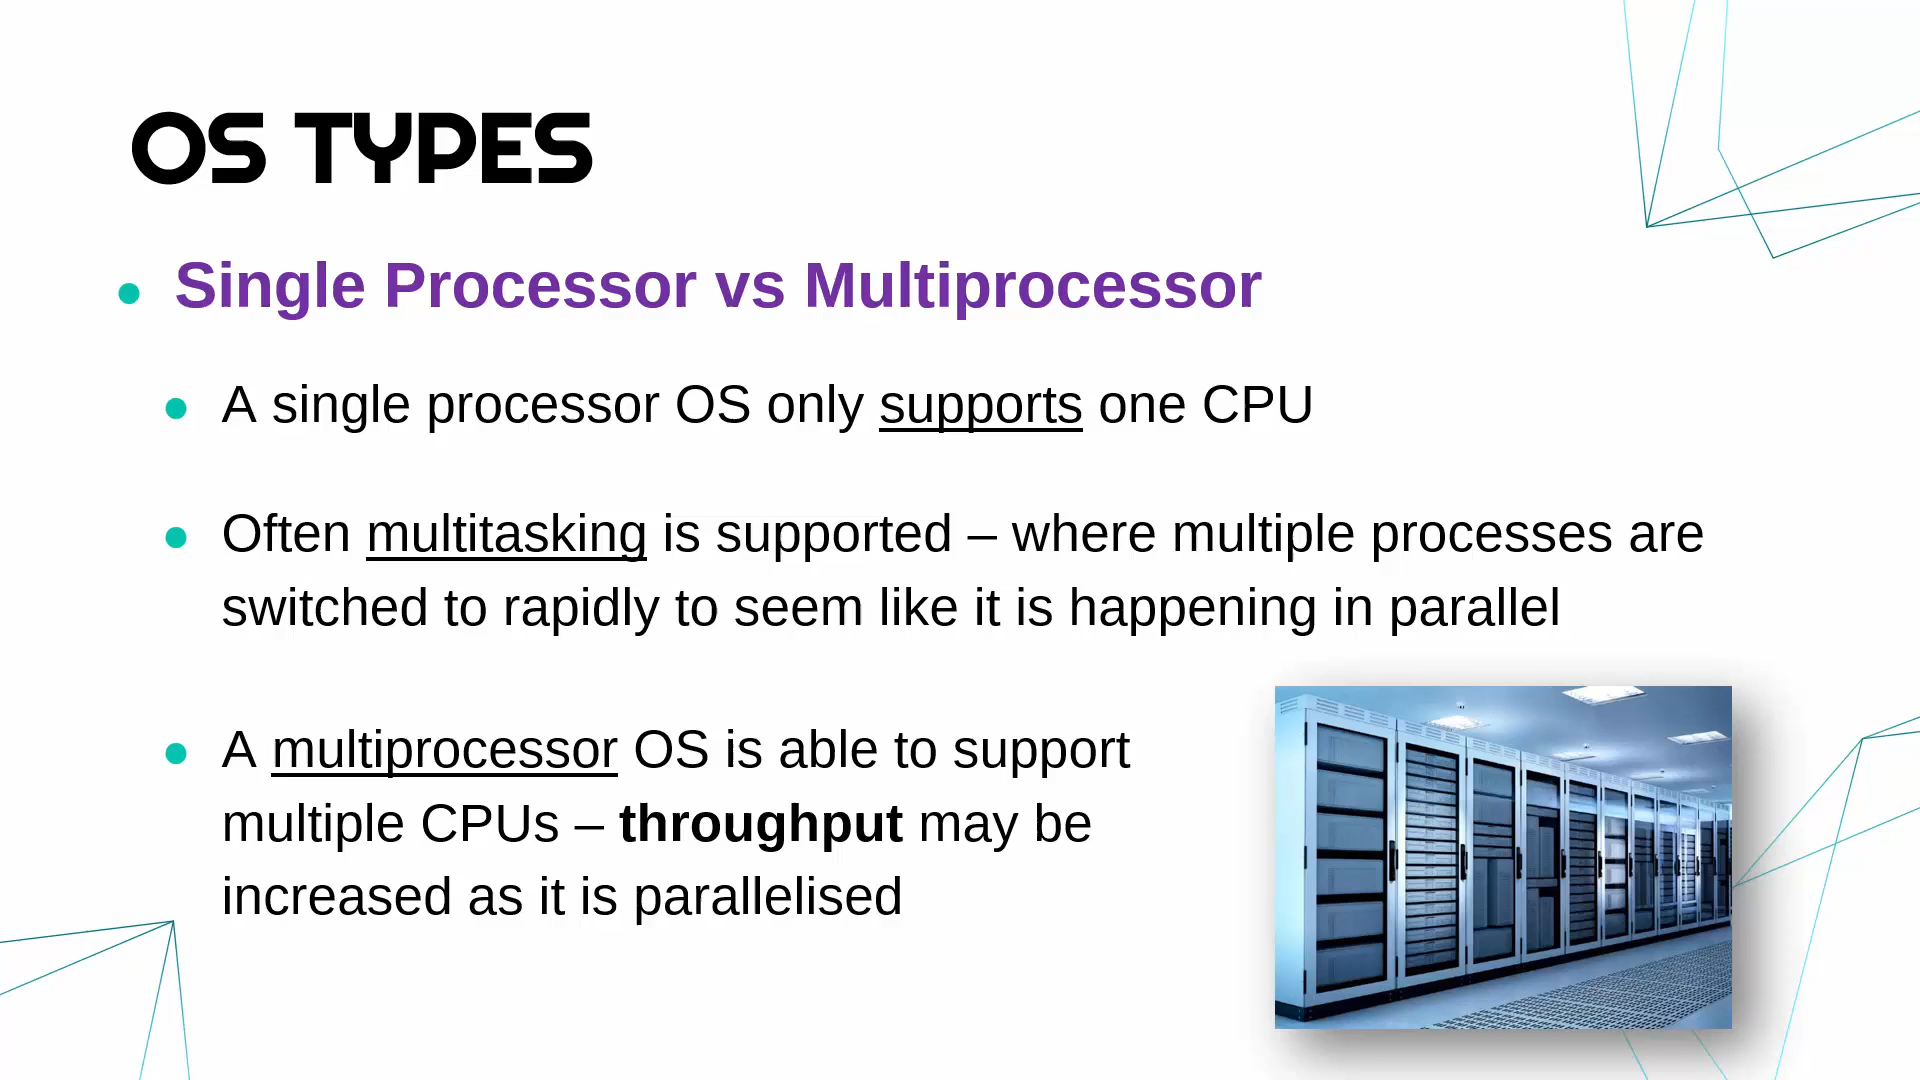 OS TYPES
Single Processor vs Multiprocessor
A single processor OS only supports one CPU
Often multitasking is supported – where multiple processes are
switched to rapidly to seem like it is happening in parallel
A multiprocessor OS is able to support
multiple CPUs – throughput may be
increased as it is parallelised